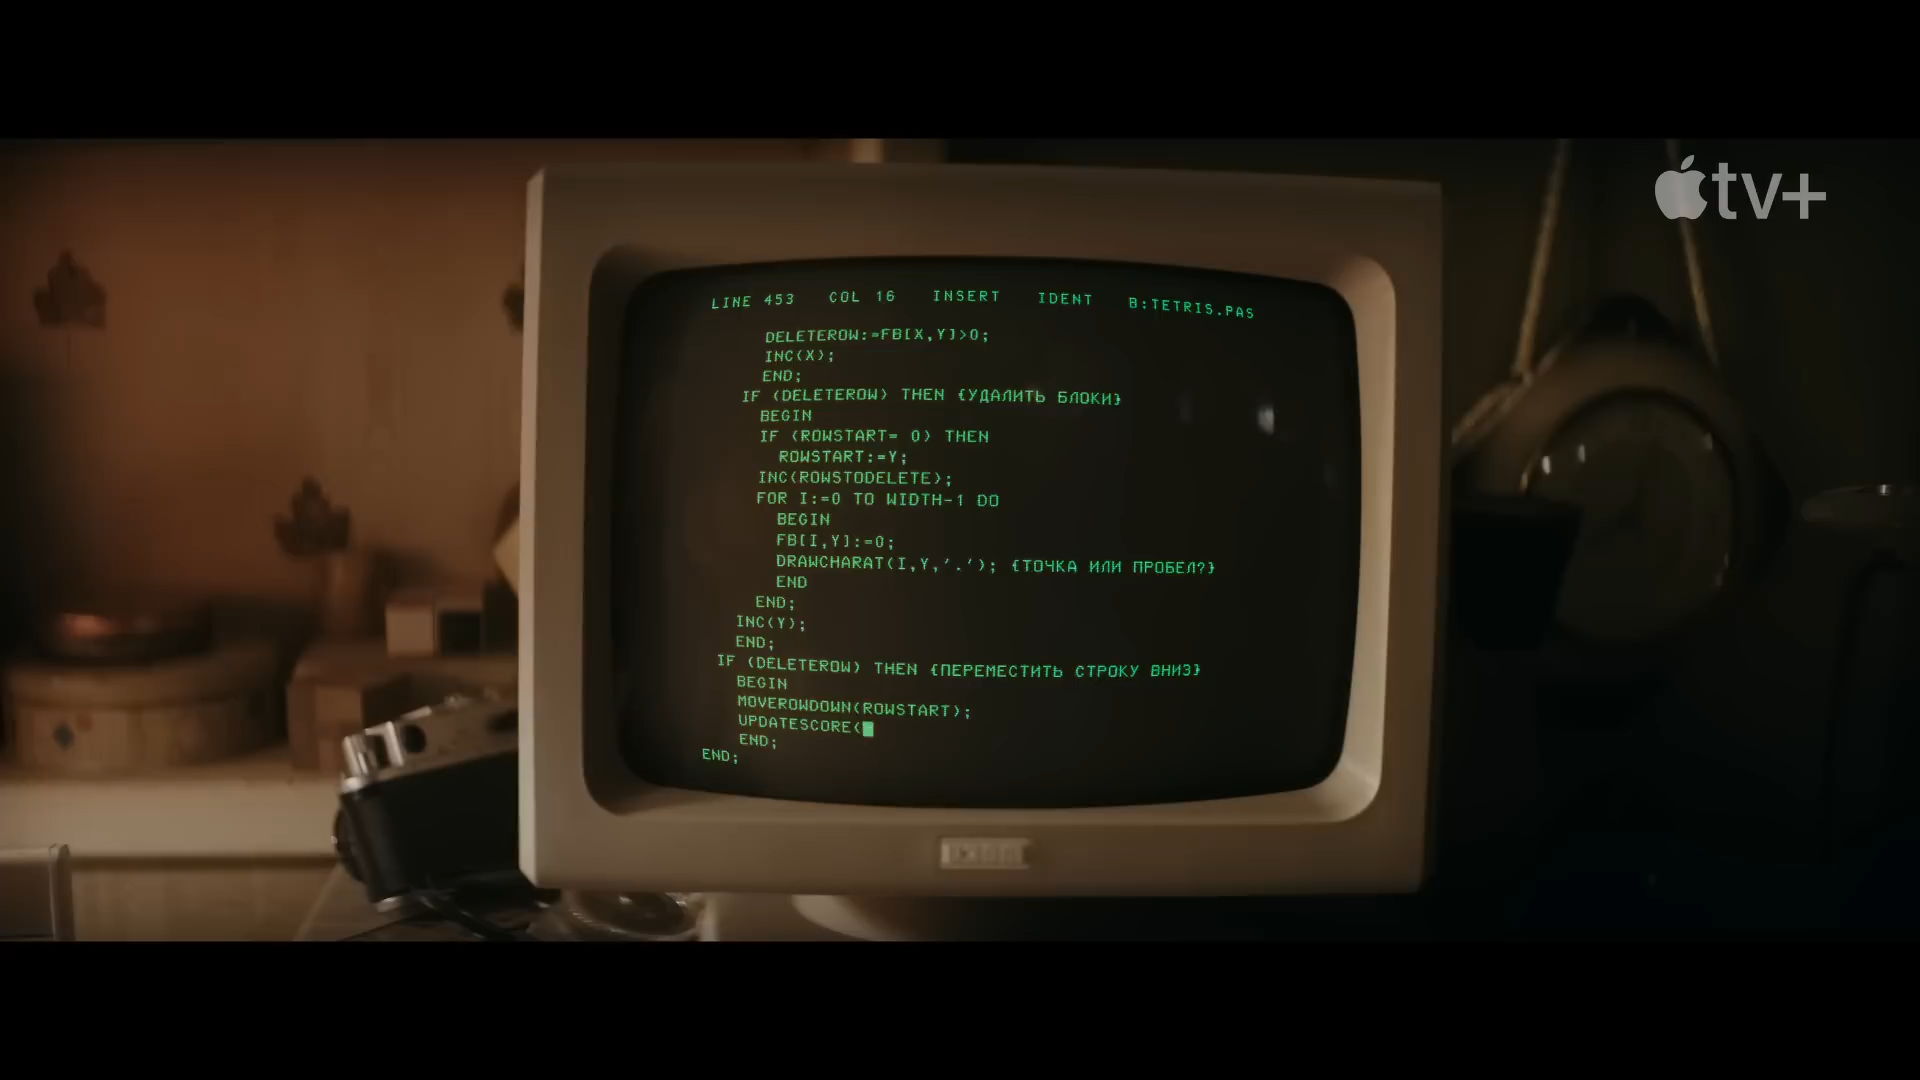 tv+
LINE 453 COL 16 INSERT IDENT B:TETRIS.PAS
DELETEROW:=FB[X,Y]>0;
INC(X);
END;
IF (DELETEROW) THEN {УДАЛИТЬ БЛОКИ}
BEGIN
IF (ROWSTART= 0) THEN
ROWSTART:=Y;
INC(ROWSTODELETE);
FOR I:=0 TO WIDTH-1 DO
BEGIN
FB[I,Y]:=0;
DRAWCHARAT(I,Y,'.'); {ТОЧКА ИЛИ ПРОБЕЛ?}
END
END;
INC(Y);
END;
IF (DELETEROW) THEN {ПЕРЕМЕСТИТЬ СТРОКУ ВНИЗ}
BEGIN
MOVEROWDOWN(ROWSTART);
UPDATESCORE(
END;
END;